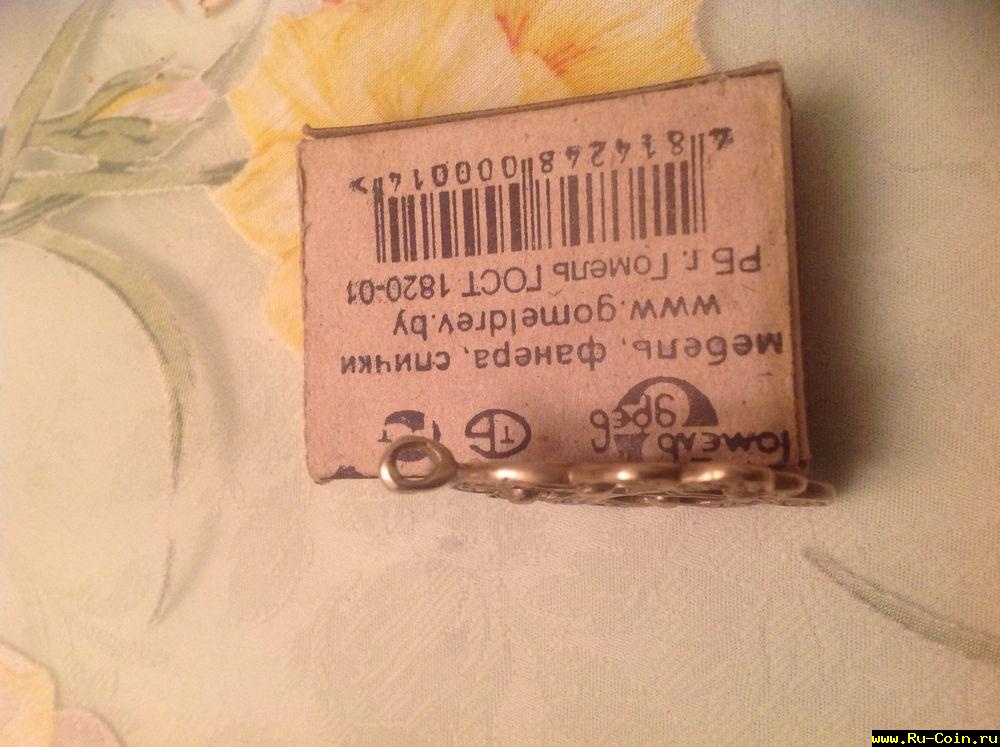 Гомель
древ
мебель, фанера, спички
www.gomeldrev.by
РБ г. Гомель ГОСТ 1820-01
4 814248 000014 >
www.Ru-Coin.ru